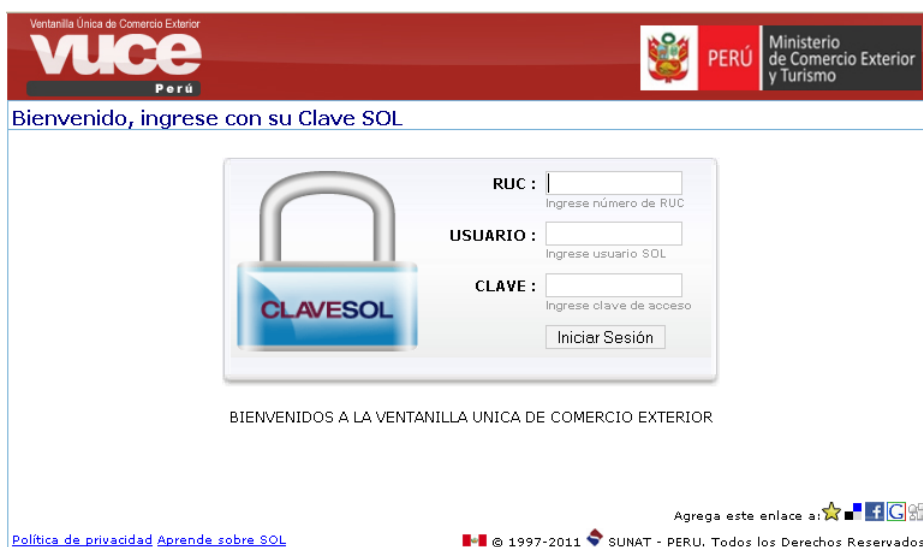 Ventanilla Única de Comercio Exterior
vuce
Perú
PERÚ
Ministerio
de Comercio Exterior
y Turismo
Bienvenido, ingrese con su Clave SOL
RUC :
Ingrese número de RUC
USUARIO :
Ingrese usuario SOL
CLAVE :
Ingrese clave de acceso
CLAVESOL
Iniciar Sesión
BIENVENIDOS A LA VENTANILLA UNICA DE COMERCIO EXTERIOR
Agrega este enlace a:
Política de privacidad Aprende sobre SOL
© 1997-2011 SUNAT - PERU. Todos los Derechos Reservados